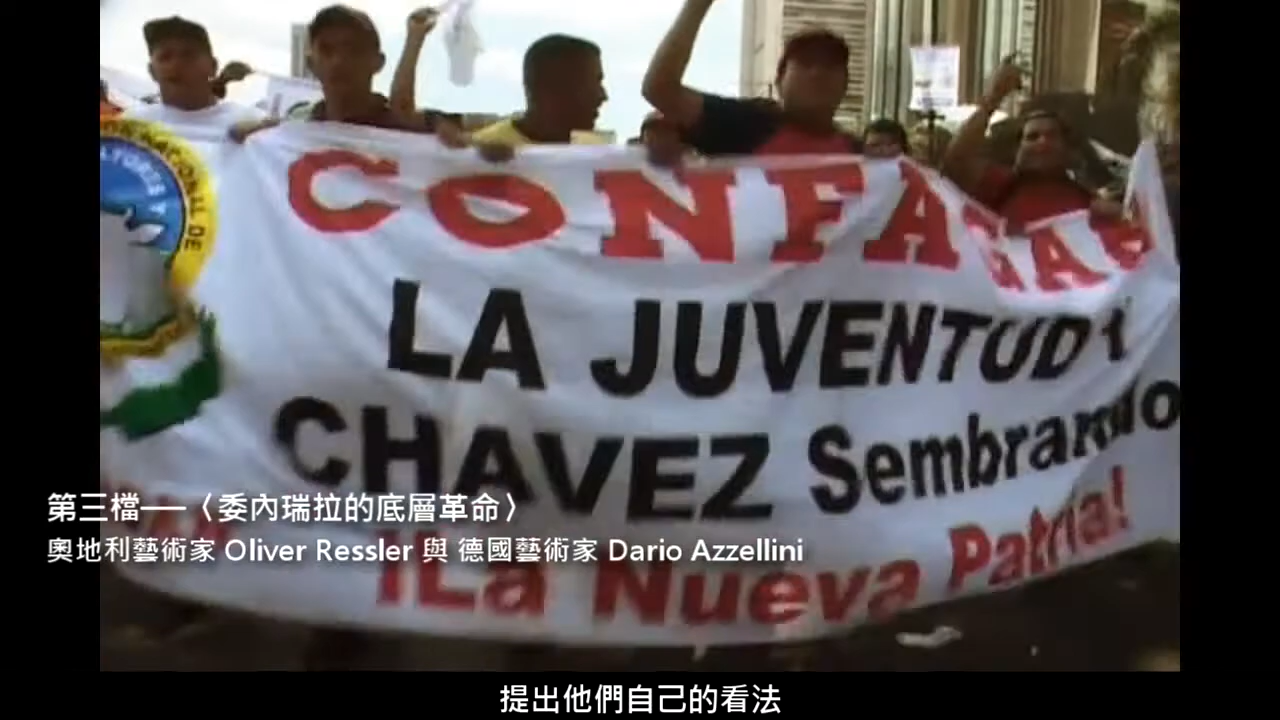 CONFAGAN
LA JUVENTUD Y
CHAVEZ Sembrando
¡La Nueva Patria!
第三檔──〈委內瑞拉的底層革命〉
奧地利藝術家 Oliver Ressler 與 德國藝術家 Dario Azzellini
提出他們自己的看法